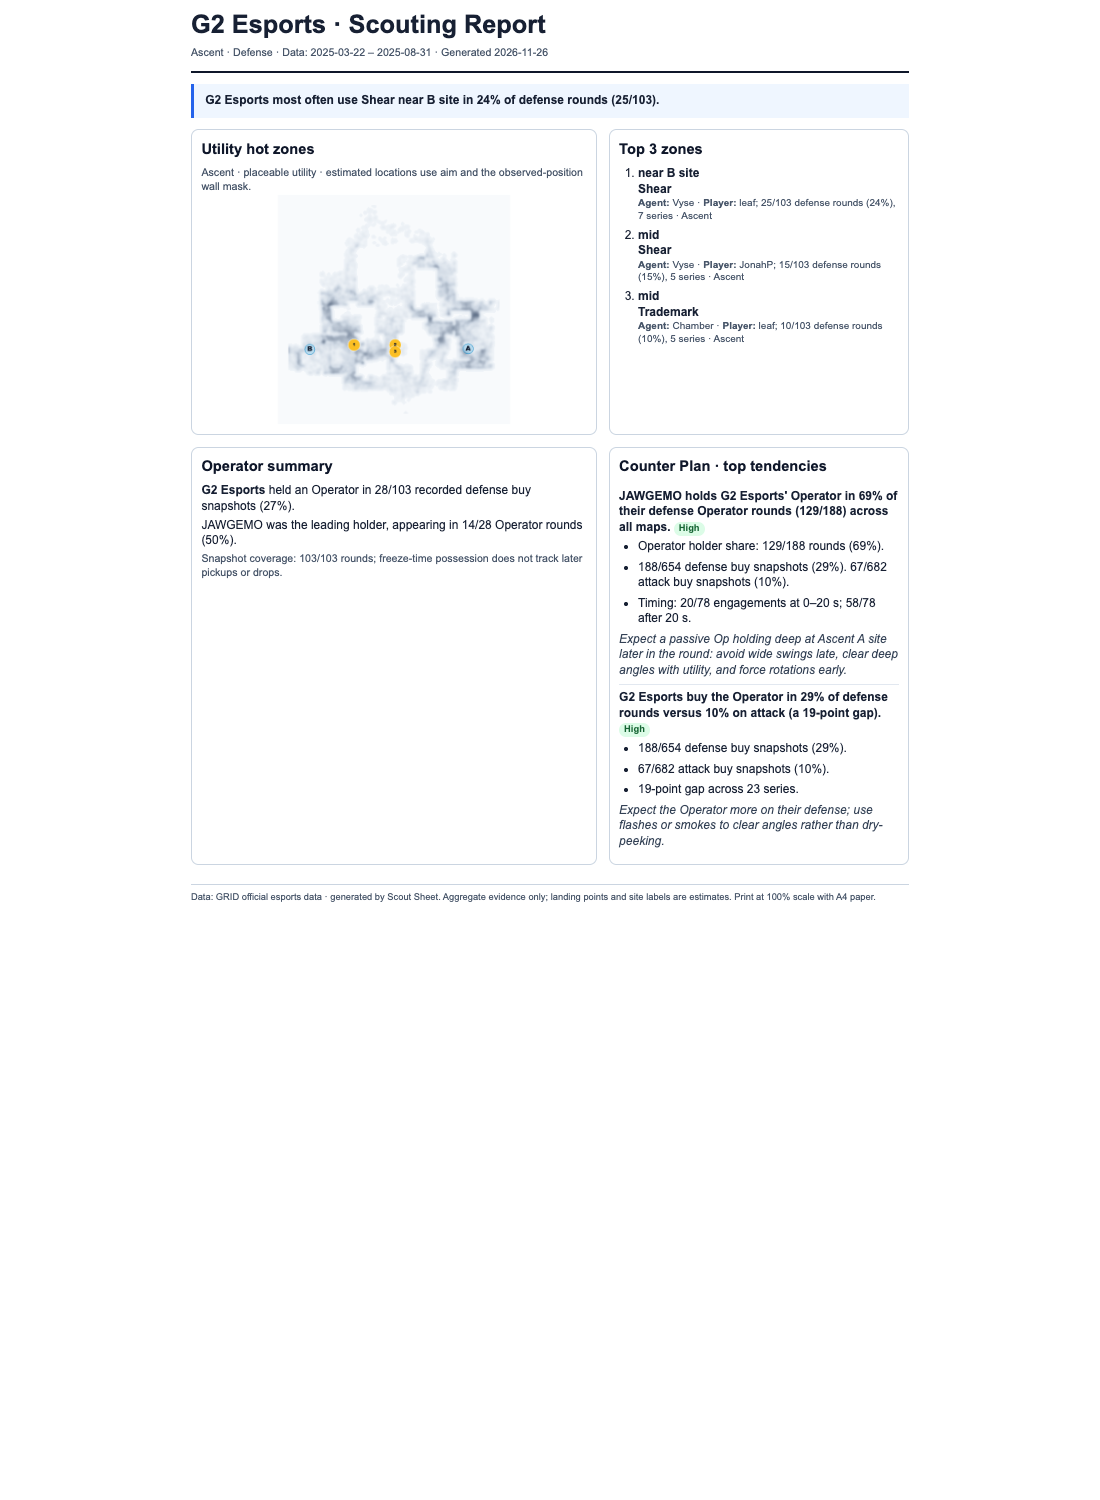 G2 Esports · Scouting Report
Ascent · Defense · Data: 2025-03-22 – 2025-08-31 · Generated 2026-11-26
G2 Esports most often use Shear near B site in 24% of defense rounds (25/103).
Utility hot zones
Ascent · placeable utility · estimated locations use aim and the observed-position
wall mask.
B
A
Top 3 zones
1. near B site
Shear
Agent: Vyse · Player: leaf; 25/103 defense rounds (24%),
7 series · Ascent
2. mid
Shear
Agent: Vyse · Player: JonahP; 15/103 defense rounds
(15%), 5 series · Ascent
3. mid
Trademark
Agent: Chamber · Player: leaf; 10/103 defense rounds
(10%), 5 series · Ascent
Operator summary
G2 Esports held an Operator in 28/103 recorded defense buy
snapshots (27%).
JAWGEMO was the leading holder, appearing in 14/28 Operator rounds
(50%).
Snapshot coverage: 103/103 rounds; freeze-time possession does not track later
pickups or drops.
Counter Plan · top tendencies
JAWGEMO holds G2 Esports' Operator in 69% of
their defense Operator rounds (129/188) across
all maps. High
• Operator holder share: 129/188 rounds (69%).
• 188/654 defense buy snapshots (29%). 67/682
attack buy snapshots (10%).
• Timing: 20/78 engagements at 0–20 s; 58/78
after 20 s.
Expect a passive Op holding deep at Ascent A site
later in the round: avoid wide swings late, clear deep
angles with utility, and force rotations early.
G2 Esports buy the Operator in 29% of defense
rounds versus 10% on attack (a 19-point gap).
High
• 188/654 defense buy snapshots (29%).
• 67/682 attack buy snapshots (10%).
• 19-point gap across 23 series.
Expect the Operator more on their defense; use
flashes or smokes to clear angles rather than dry-
peeking.
Data: GRID official esports data · generated by Scout Sheet. Aggregate evidence only; landing points and site labels are estimates. Print at 100% scale with A4 paper.